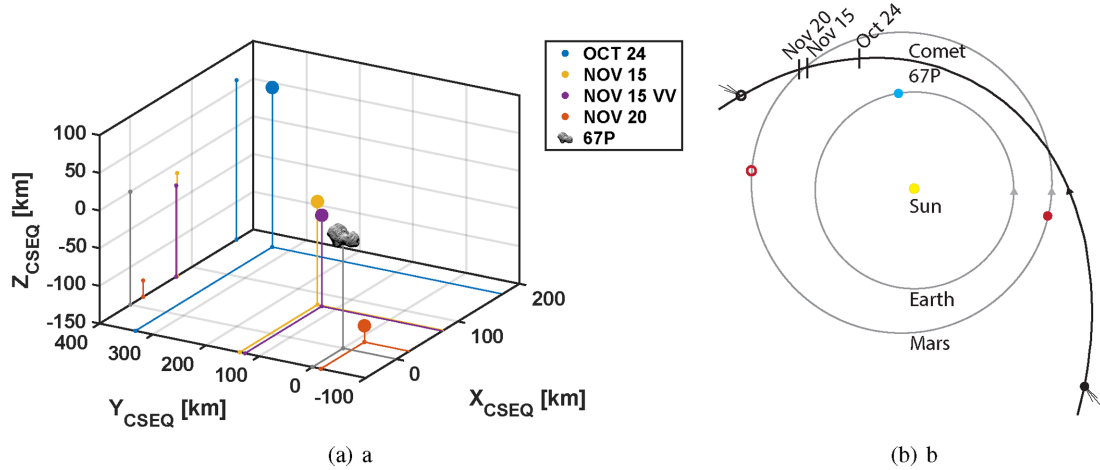 OCT 24
NOV 15
NOV 15 VV
NOV 20
67P
100
50
0
-50
-100
-150
Z_CSEQ [km]
400
300
200
100
0
-100
Y_CSEQ [km]
200
100
0
X_CSEQ [km]
(a) a
Nov 20
Nov 15
Oct 24
Comet
67P
Sun
Earth
Mars
(b) b